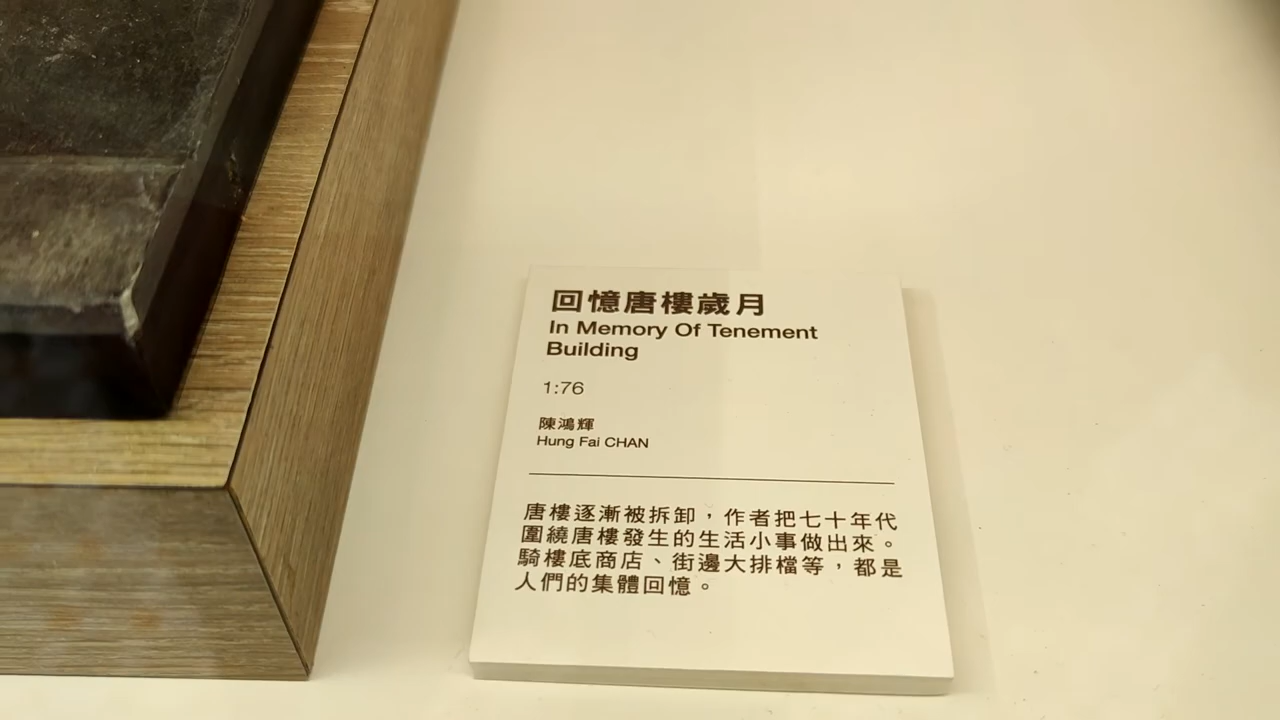 回憶唐樓歲月
In Memory Of Tenement
Building
1:76
陳鴻輝
Hung Fai CHAN
唐樓逐漸被拆卸，作者把七十年代
圍繞唐樓發生的生活小事做出來。
騎樓底商店、街邊大排檔等，都是
人們的集體回憶。